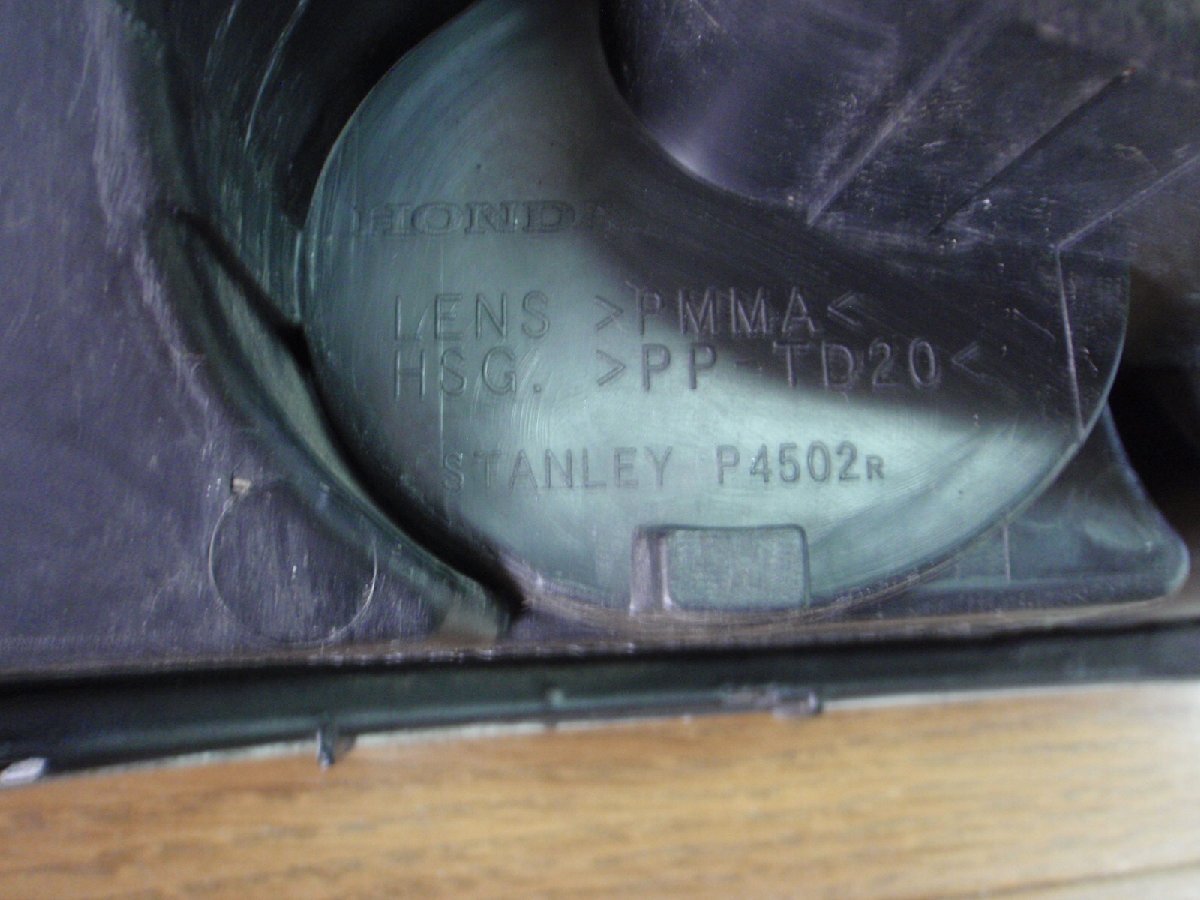 HONDA
LENS >PMMA<
HSG. >PP-TD20<
STANLEY P4502R